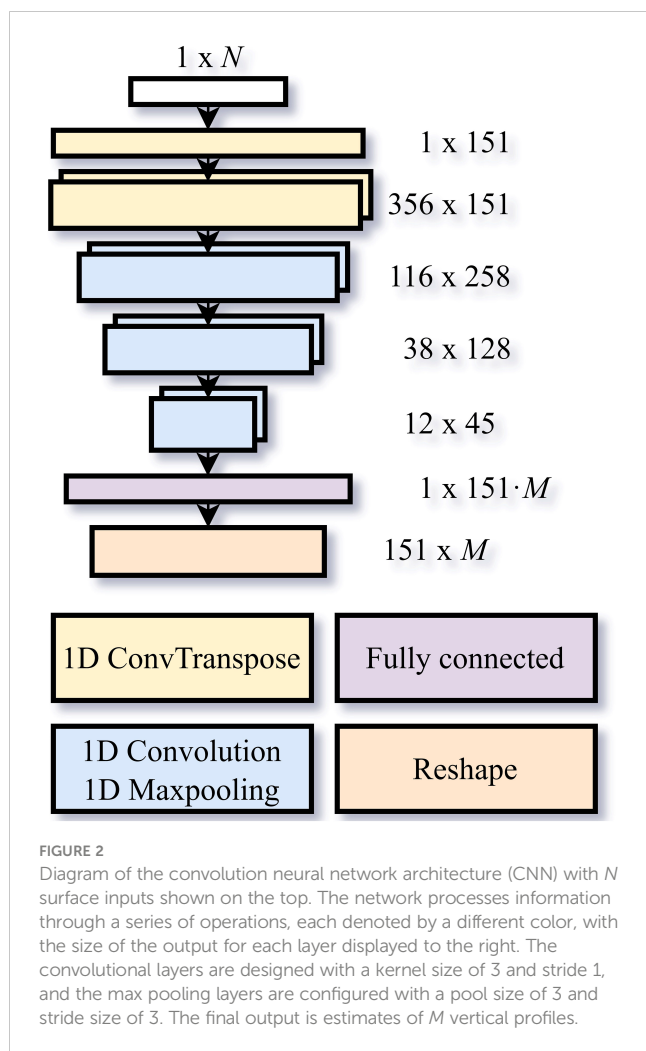 1 x N
1 x 151
356 x 151
116 x 258
38 x 128
12 x 45
1 x 151·M
151 x M
1D ConvTranspose
Fully connected
1D Convolution
1D Maxpooling
Reshape
FIGURE 2
Diagram of the convolution neural network architecture (CNN) with N
surface inputs shown on the top. The network processes information
through a series of operations, each denoted by a different color, with
the size of the output for each layer displayed to the right. The
convolutional layers are designed with a kernel size of 3 and stride 1,
and the max pooling layers are configured with a pool size of 3 and
stride size of 3. The final output is estimates of M vertical profiles.